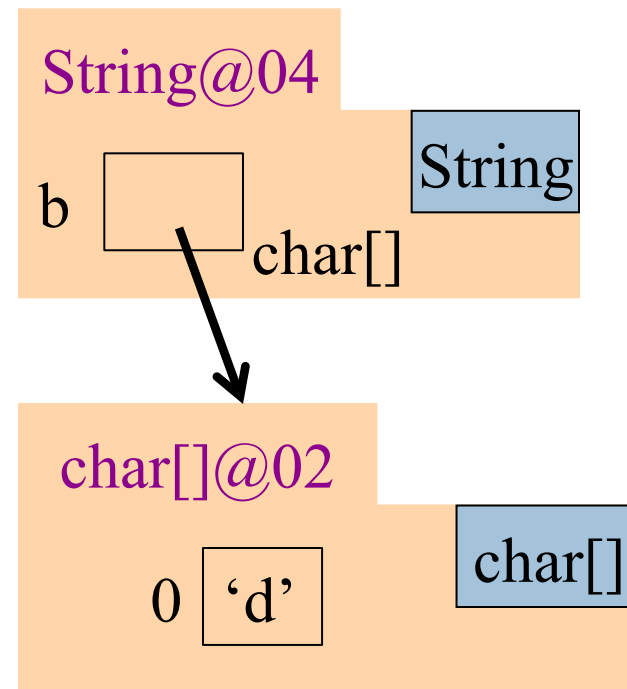 String@04
String
b
char[]
char[]@02
char[]
0 ‘d’